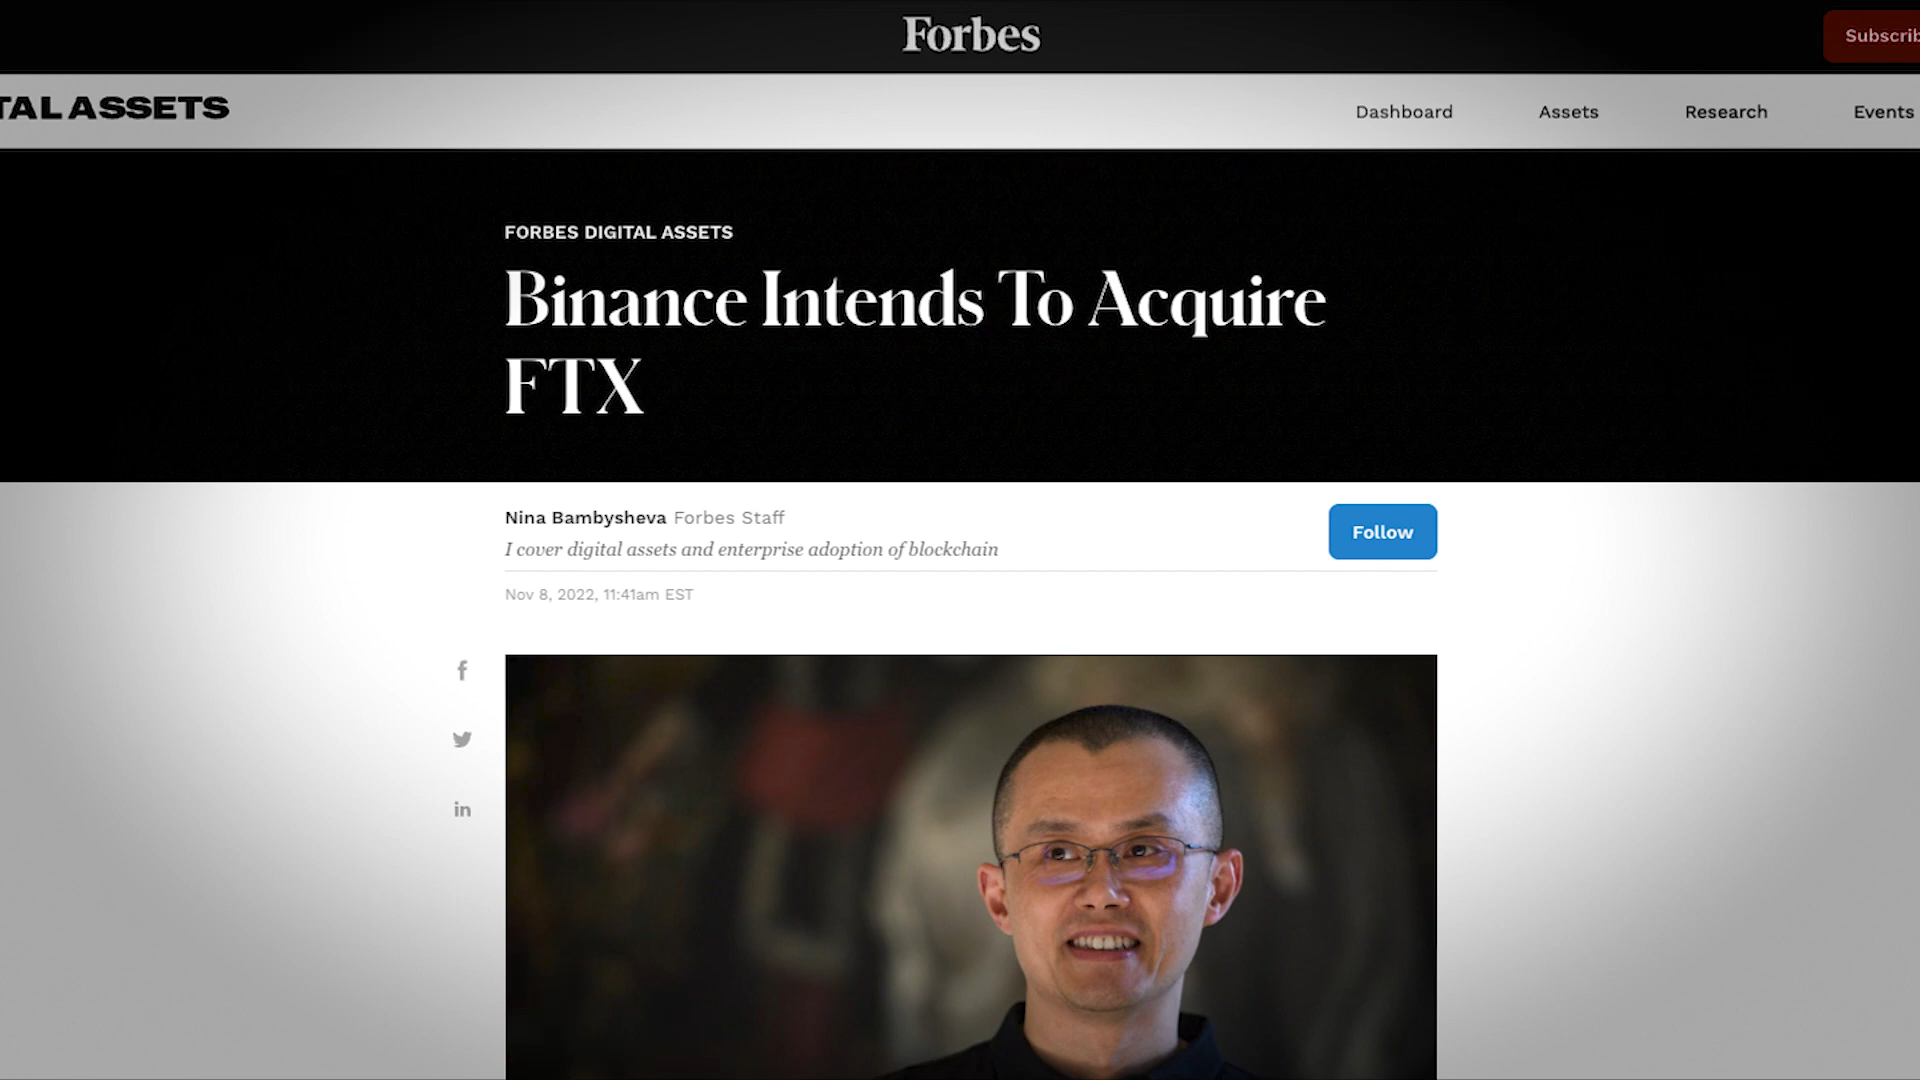 Forbes
Subscrib
TAL ASSETS
Dashboard
Assets
Research
Events
FORBES DIGITAL ASSETS
Binance Intends To Acquire
FTX
Nina Bambysheva Forbes Staff
Follow
I cover digital assets and enterprise adoption of blockchain
Nov 8, 2022, 11:41am EST